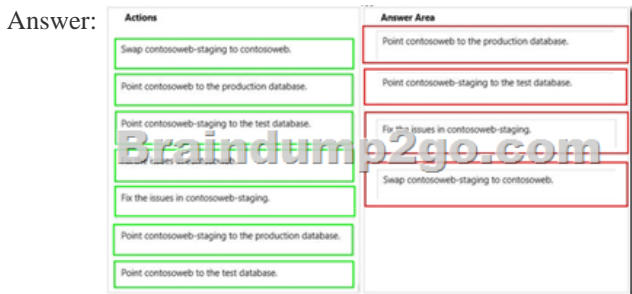 Answer:
Actions
Swap contosoweb-staging to contosoweb.
Point contosoweb to the production database.
Point contosoweb-staging to the test database.
Fix the issues in contosoweb-staging.
Point contosoweb-staging to the production database.
Point contosoweb to the test database.
Answer Area
Point contosoweb to the production database.
Point contosoweb-staging to the test database.
Fix the issues in contosoweb-staging.
Swap contosoweb-staging to contosoweb.
Braindump2go.com